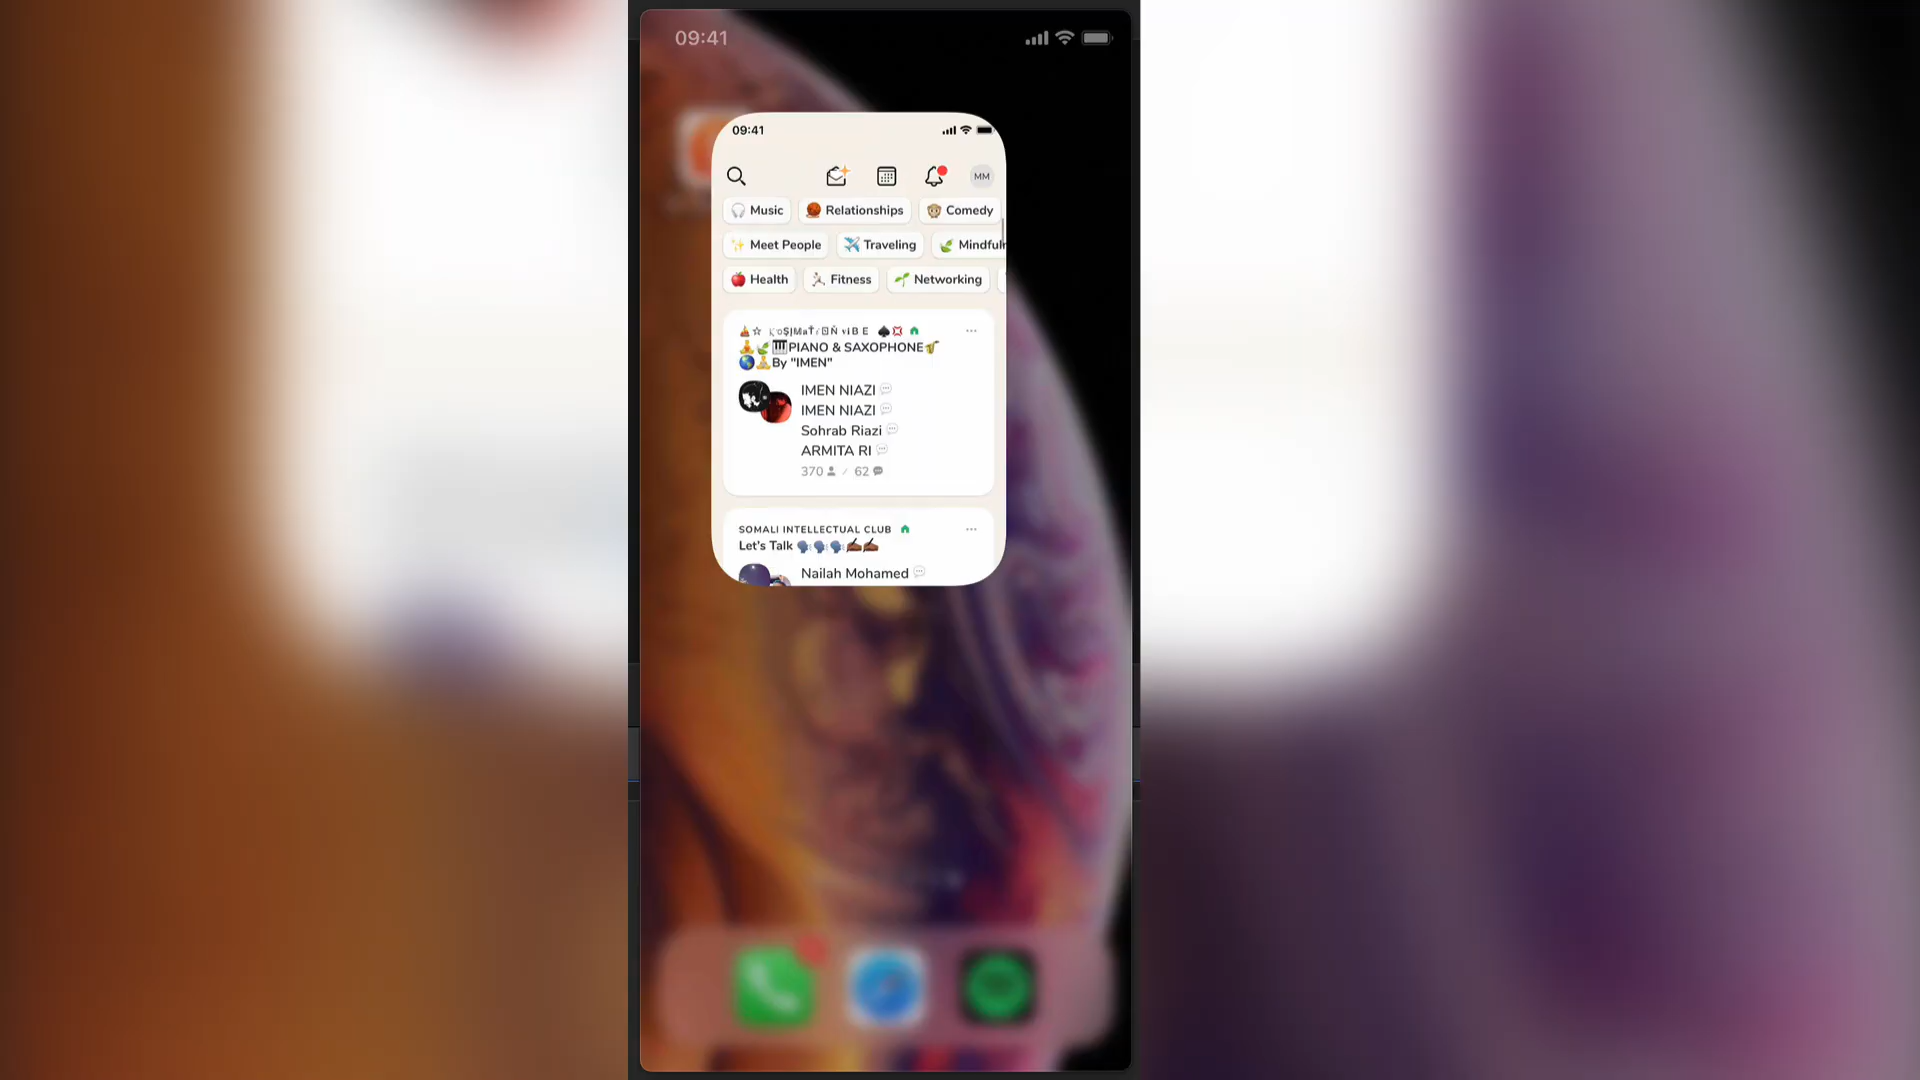 09:41
09:41
MM
Music
Relationships
Comedy
Meet People
Traveling
Health
Fitness
Networking
PIANO & SAXOPHONE
By "IMEN"
IMEN NIAZI
IMEN NIAZI
Sohrab Riazi
ARMITA RI
370 / 62
SOMALI INTELLECTUAL CLUB
Let's Talk
Nailah Mohamed